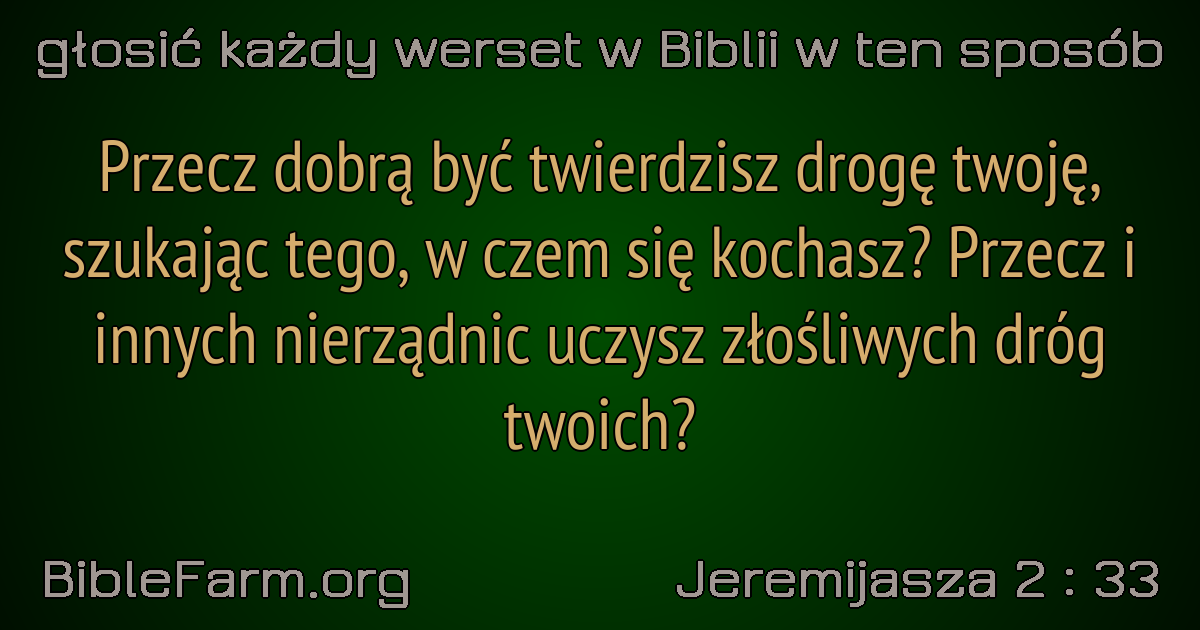 głosić każdy werset w Biblii w ten sposób
Przecz dobrą być twierdzisz drogę twoję,
szukając tego, w czem się kochasz? Przecz i
innych nierządnic uczysz złośliwych dróg
twoich?
BibleFarm.org
Jeremijasza 2 : 33